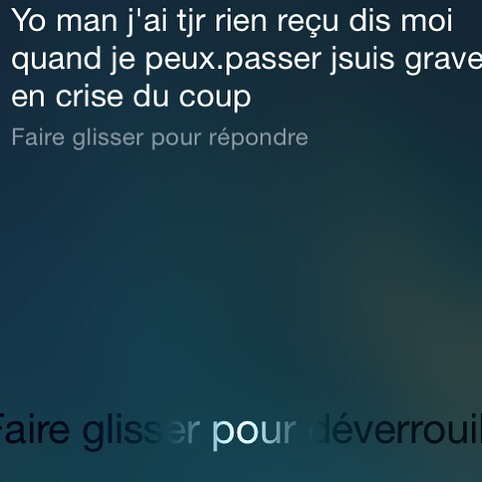 Yo man j'ai tjr rien reçu dis moi
quand je peux.passer jsuis grave
en crise du coup
Faire glisser pour répondre
Faire glisser pour déverrouil